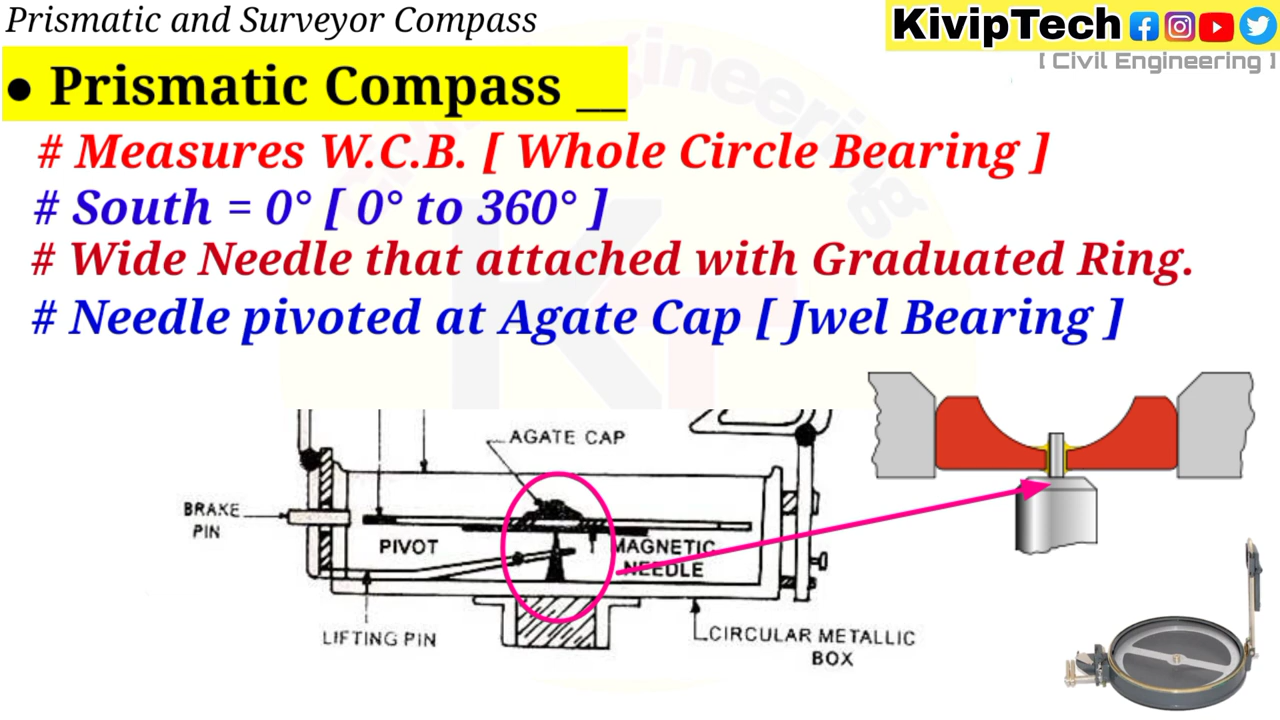 Prismatic and Surveyor Compass
KivipTech
[ Civil Engineering ]
• Prismatic Compass __
# Measures W.C.B. [ Whole Circle Bearing ]
# South = 0° [ 0° to 360° ]
# Wide Needle that attached with Graduated Ring.
# Needle pivoted at Agate Cap [ Jwel Bearing ]
AGATE CAP
BRAKE
PIN
PIVOT
MAGNETIC
NEEDLE
LIFTING PIN
CIRCULAR METALLIC
BOX